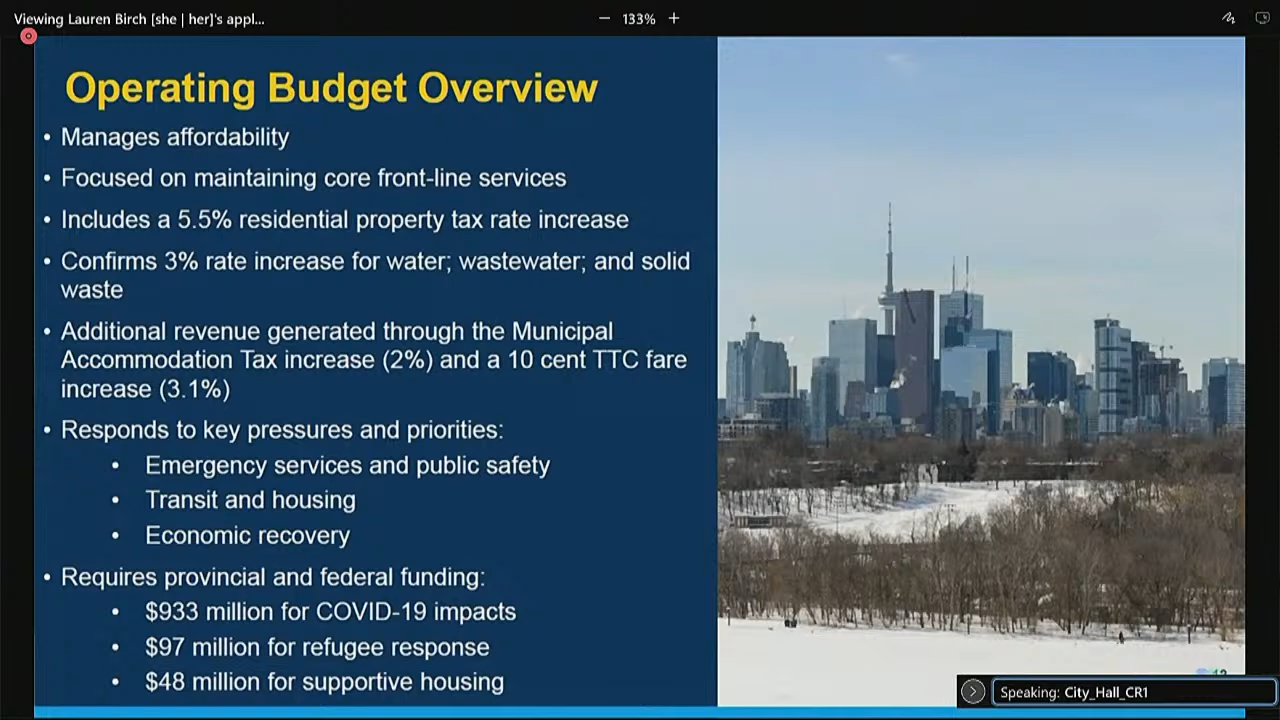 Viewing Lauren Birch [she | her]'s appl...
133%
Operating Budget Overview
• Manages affordability
• Focused on maintaining core front-line services
• Includes a 5.5% residential property tax rate increase
• Confirms 3% rate increase for water; wastewater; and solid
waste
• Additional revenue generated through the Municipal
Accommodation Tax increase (2%) and a 10 cent TTC fare
increase (3.1%)
• Responds to key pressures and priorities:
• Emergency services and public safety
• Transit and housing
• Economic recovery
• Requires provincial and federal funding:
• $933 million for COVID-19 impacts
• $97 million for refugee response
• $48 million for supportive housing
Speaking: City_Hall_CR1